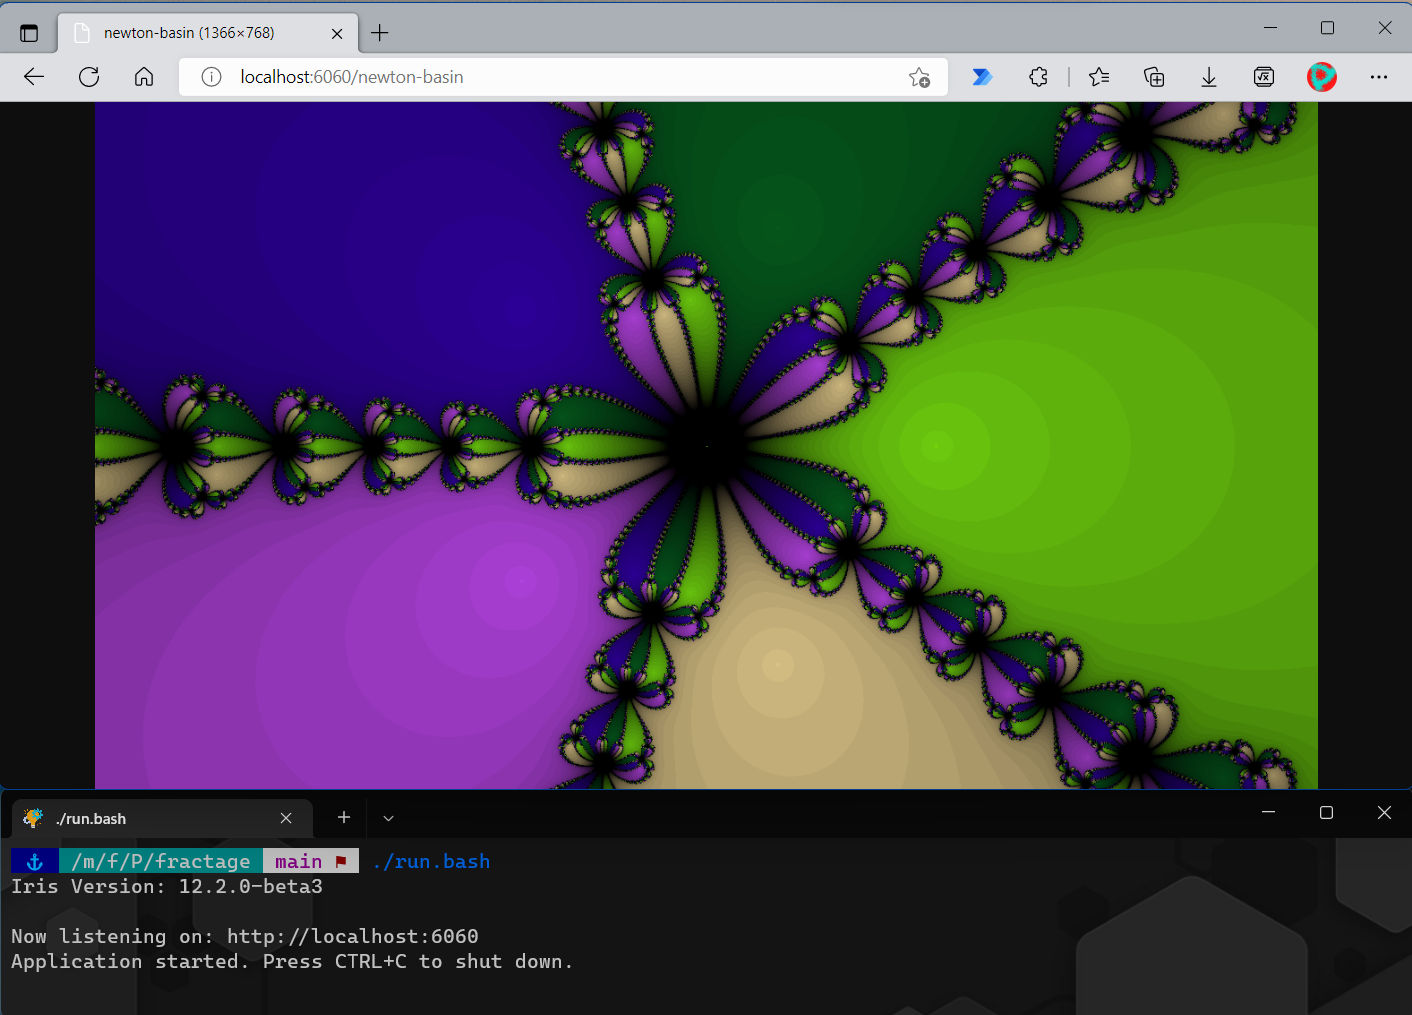 newton-basin (1366×768)
localhost:6060/newton-basin
./run.bash
/m/f/P/fractage main ./run.bash
Iris Version: 12.2.0-beta3
Now listening on: http://localhost:6060
Application started. Press CTRL+C to shut down.